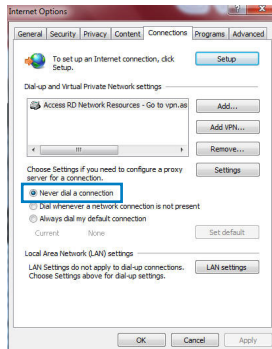 Internet Options
General Security Privacy Content Connections Programs Advanced
To set up an Internet connection, click
Setup.
Setup
Dial-up and Virtual Private Network settings
Access RD Network Resources - Go to vpn.as
Add...
Add VPN...
Remove...
Choose Settings if you need to configure a proxy
server for a connection.
Settings
Never dial a connection
Dial whenever a network connection is not present
Always dial my default connection
Current None
Set default
Local Area Network (LAN) settings
LAN Settings do not apply to dial-up connections.
Choose Settings above for dial-up settings.
LAN settings
OK Cancel Apply